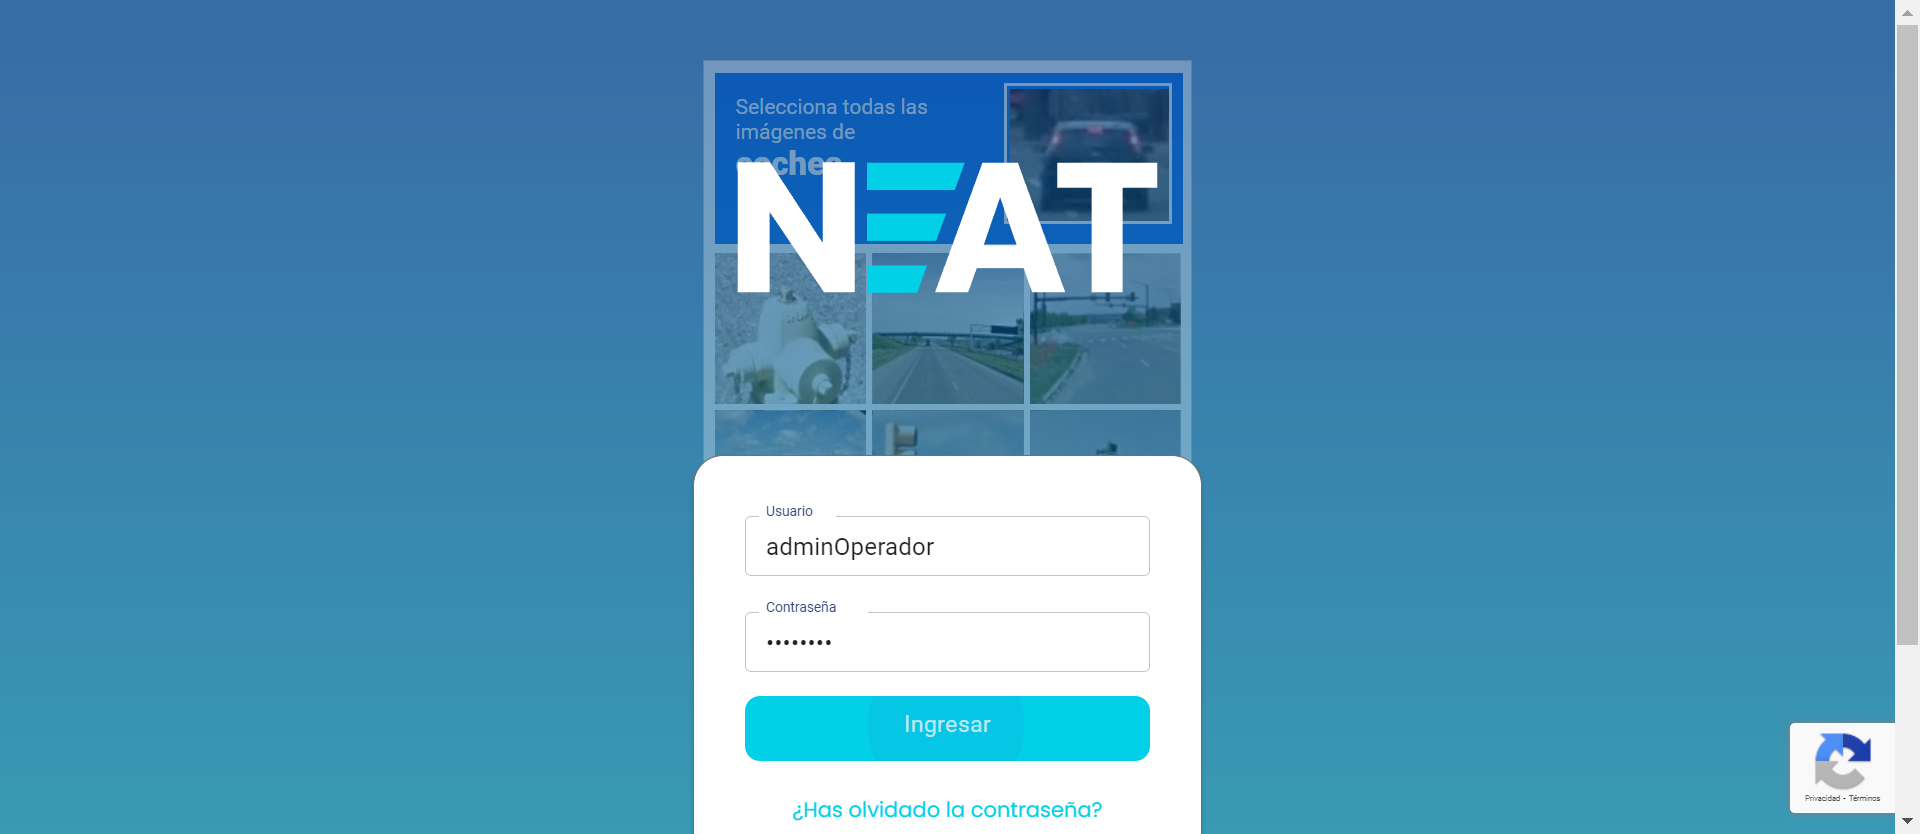 Selecciona todas las
imágenes de
coches
NEAT
Usuario
adminOperador
Contraseña
••••••••
Ingresar
¿Has olvidado la contraseña?
Privacidad - Términos